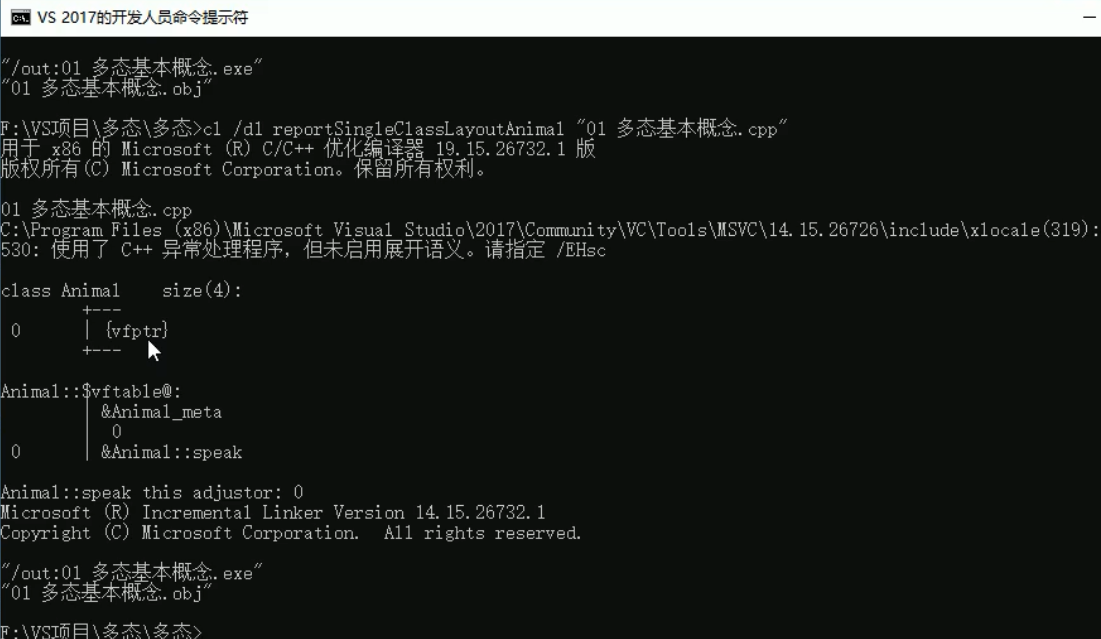 VS 2017的开发人员命令提示符
"/out:01 多态基本概念.exe"
"01 多态基本概念.obj"
F:\VS项目\多态\多态>cl /d1 reportSingleClassLayoutAnimal "01 多态基本概念.cpp"
用于 x86 的 Microsoft (R) C/C++ 优化编译器 19.15.26732.1 版
版权所有(C) Microsoft Corporation。保留所有权利。
01 多态基本概念.cpp
C:\Program Files (x86)\Microsoft Visual Studio\2017\Community\VC\Tools\MSVC\14.15.26726\include\xlocale(319):
530: 使用了 C++ 异常处理程序，但未启用展开语义。请指定 /EHsc
class Animal    size(4):
        +---
 0      | {vfptr}
        +---
Animal::$vftable@:
        | &Animal_meta
        |  0
 0      | &Animal::speak
Animal::speak this adjustor: 0
Microsoft (R) Incremental Linker Version 14.15.26732.1
Copyright (C) Microsoft Corporation.  All rights reserved.
"/out:01 多态基本概念.exe"
"01 多态基本概念.obj"
F:\VS项目\多态\多态>